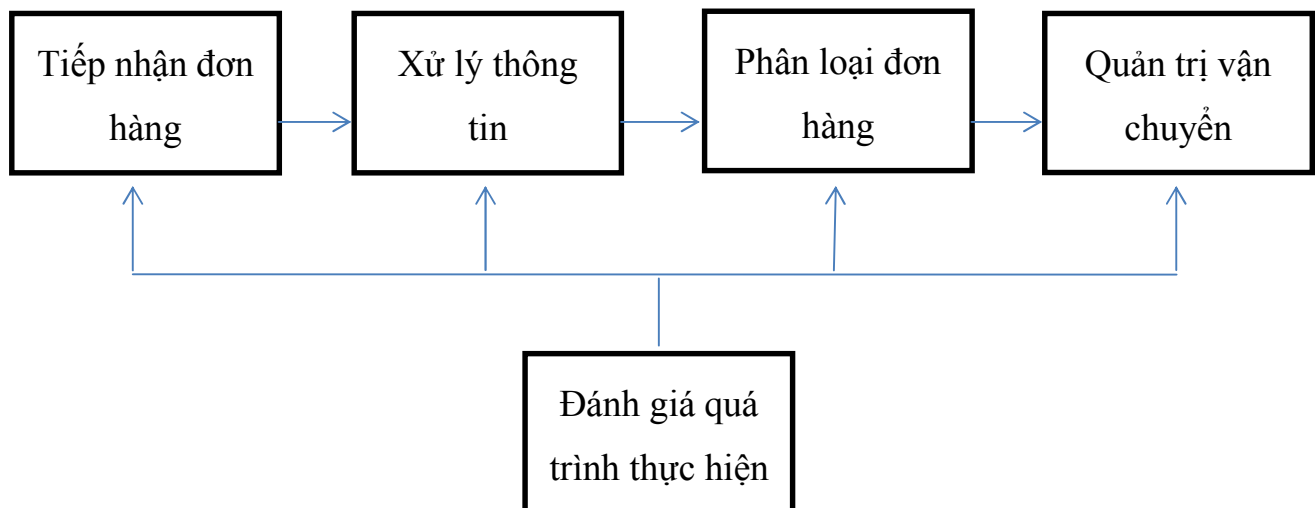 Tiếp nhận đơn
hàng
Xử lý thông
tin
Phân loại đơn
hàng
Quản trị vận
chuyển
Đánh giá quá
trình thực hiện